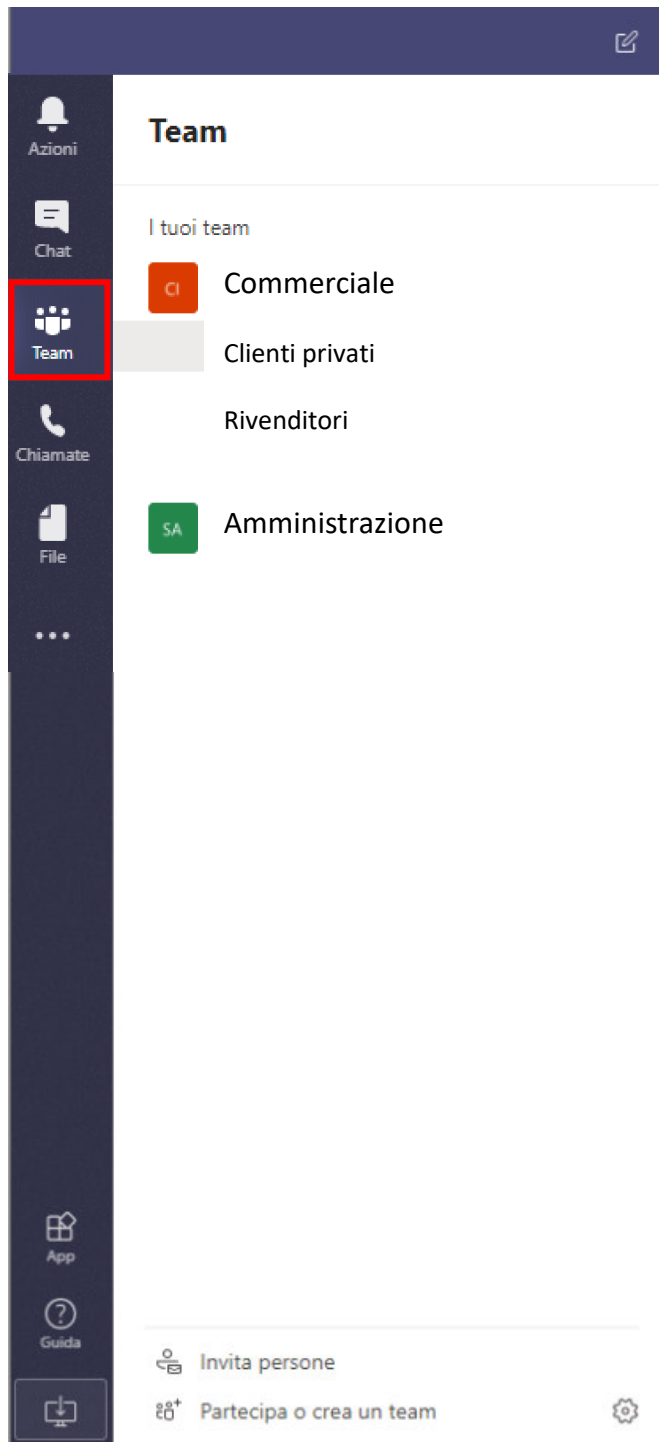 Azioni
Chat
Team
Chiamate
File
App
Guida
Team
I tuoi team
CI Commerciale
Clienti privati
Rivenditori
SA Amministrazione
Invita persone
Partecipa o crea un team